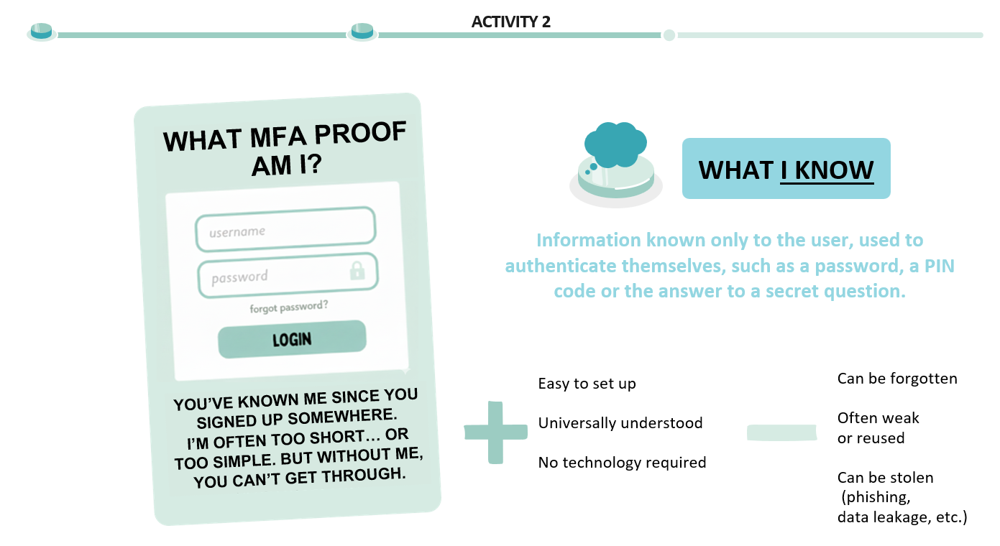 ACTIVITY 2
WHAT MFA PROOF
AM I?
username
password
forgot password?
LOGIN
YOU’VE KNOWN ME SINCE YOU
SIGNED UP SOMEWHERE.
I’M OFTEN TOO SHORT… OR
TOO SIMPLE. BUT WITHOUT ME,
YOU CAN’T GET THROUGH.
WHAT I KNOW
Information known only to the user, used to
authenticate themselves, such as a password, a PIN
code or the answer to a secret question.
Easy to set up
Universally understood
No technology required
Can be forgotten
Often weak
or reused
Can be stolen
(phishing,
data leakage, etc.)